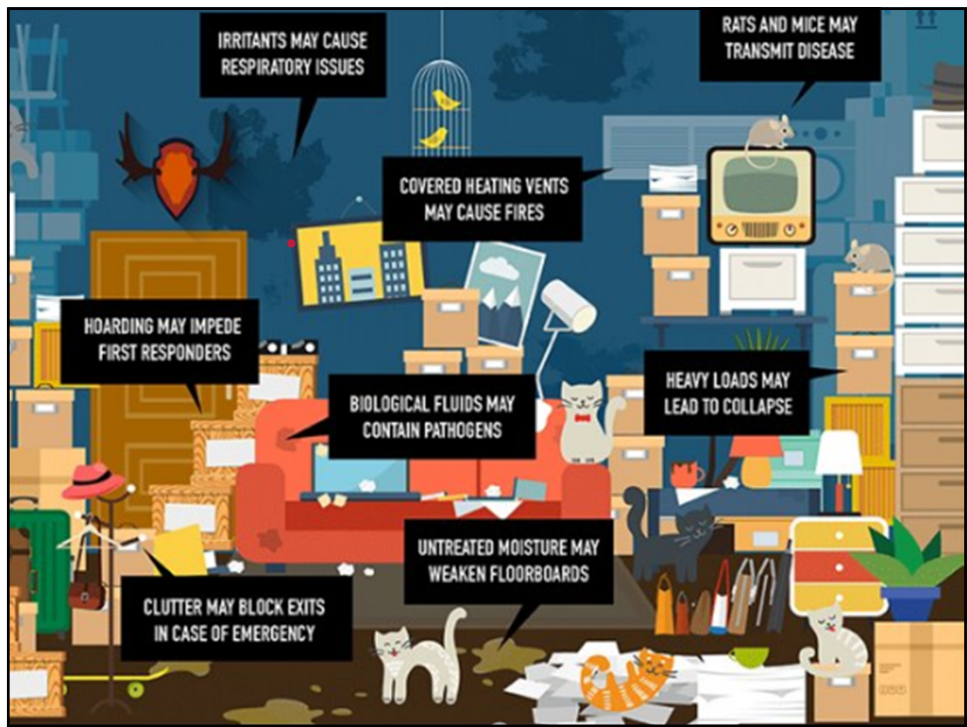 IRRITANTS MAY CAUSE
RESPIRATORY ISSUES
RATS AND MICE MAY
TRANSMIT DISEASE
COVERED HEATING VENTS
MAY CAUSE FIRES
HOARDING MAY IMPEDE
FIRST RESPONDERS
BIOLOGICAL FLUIDS MAY
CONTAIN PATHOGENS
HEAVY LOADS MAY
LEAD TO COLLAPSE
UNTREATED MOISTURE MAY
WEAKEN FLOORBOARDS
CLUTTER MAY BLOCK EXITS
IN CASE OF EMERGENCY